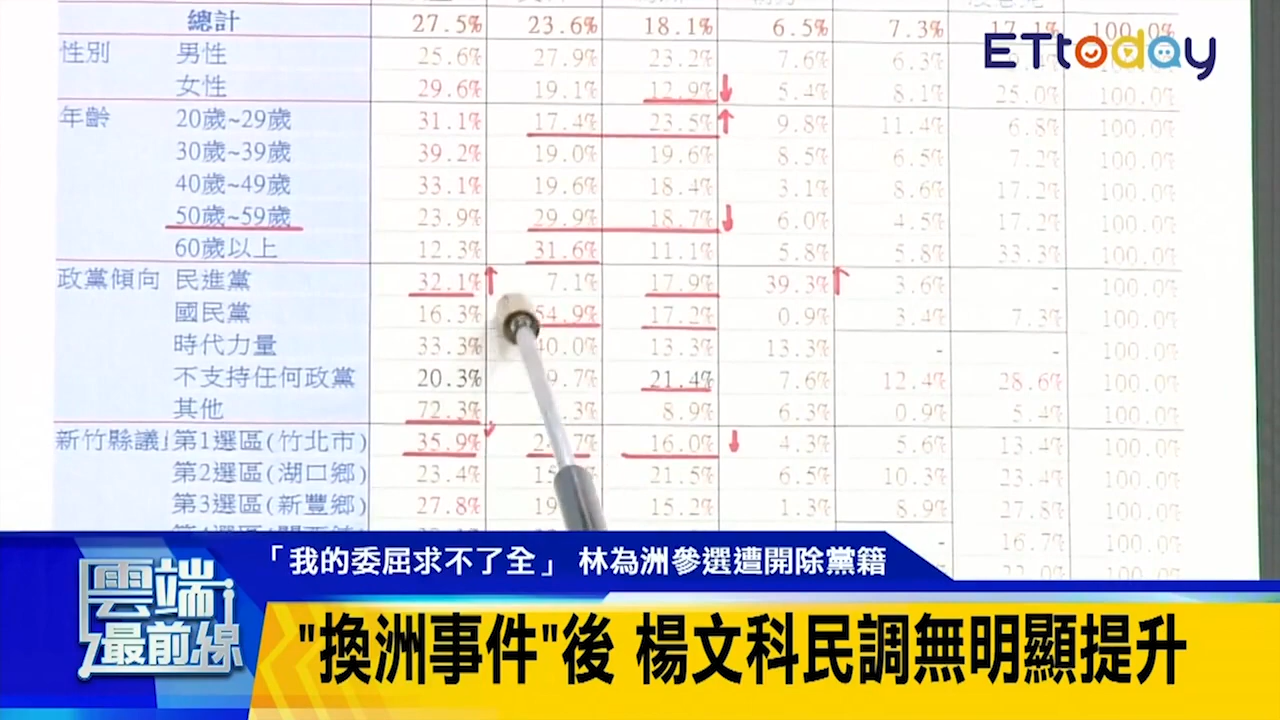 總計 27.5% 23.6% 18.1% 6.5% 7.3% 17.1% 100.0%
ETtoday
性別 男性 25.6% 27.9% 23.2% 7.6% 6.3% 100.0%
女性 29.6% 19.1% 12.9% 5.4% 8.1% 25.0% 100.0%
年齡 20歲~29歲 31.1% 17.4% 23.5% 9.8% 11.4% 6.8% 100.0%
30歲~39歲 39.2% 19.0% 19.6% 8.5% 6.5% 7.2% 100.0%
40歲~49歲 33.1% 19.6% 18.4% 3.1% 8.6% 17.2% 100.0%
50歲~59歲 23.9% 29.9% 18.7% 6.0% 4.5% 17.2% 100.0%
60歲以上 12.3% 31.6% 11.1% 5.8% 5.8% 33.3% 100.0%
政黨傾向 民進黨 32.1% 7.1% 17.9% 39.3% 3.6% - 100.0%
國民黨 16.3% 54.9% 17.2% 0.9% 3.4% 7.3% 100.0%
時代力量 33.3% 40.0% 13.3% 13.3% - - 100.0%
不支持任何政黨 20.3% 9.7% 21.4% 7.6% 12.4% 28.6% 100.0%
其他 72.3% .3% 8.9% 6.3% 0.9% 5.4% 100.0%
新竹縣議 第1選區(竹北市) 35.9% 16.0% 4.3% 5.6% 13.4% 100.0%
第2選區(湖口鄉) 23.4% 21.5% 6.5% 10.3% 23.4% 100.0%
第3選區(新豐鄉) 27.8% 15.2% 1.3% 8.9% 27.8% 100.0%
- 16.7% 100.0%
「我的委屈求不了全」 林為洲參選遭開除黨籍
雲端最前線
"換洲事件"後 楊文科民調無明顯提升